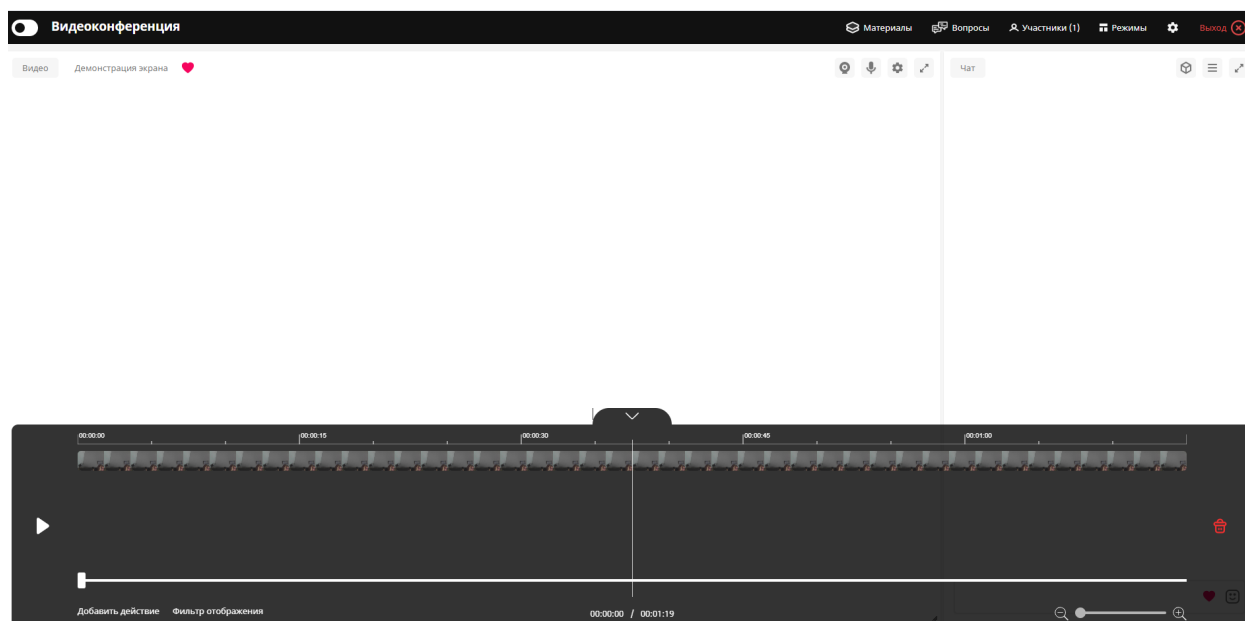 Видеоконференция
Материалы Вопросы Участники (1) Режимы Выход
Видео Демонстрация экрана Чат
00:00:00 00:00:15 00:00:30 00:00:45 00:01:00
Добавить действие Фильтр отображения 00:00:00 / 00:01:19